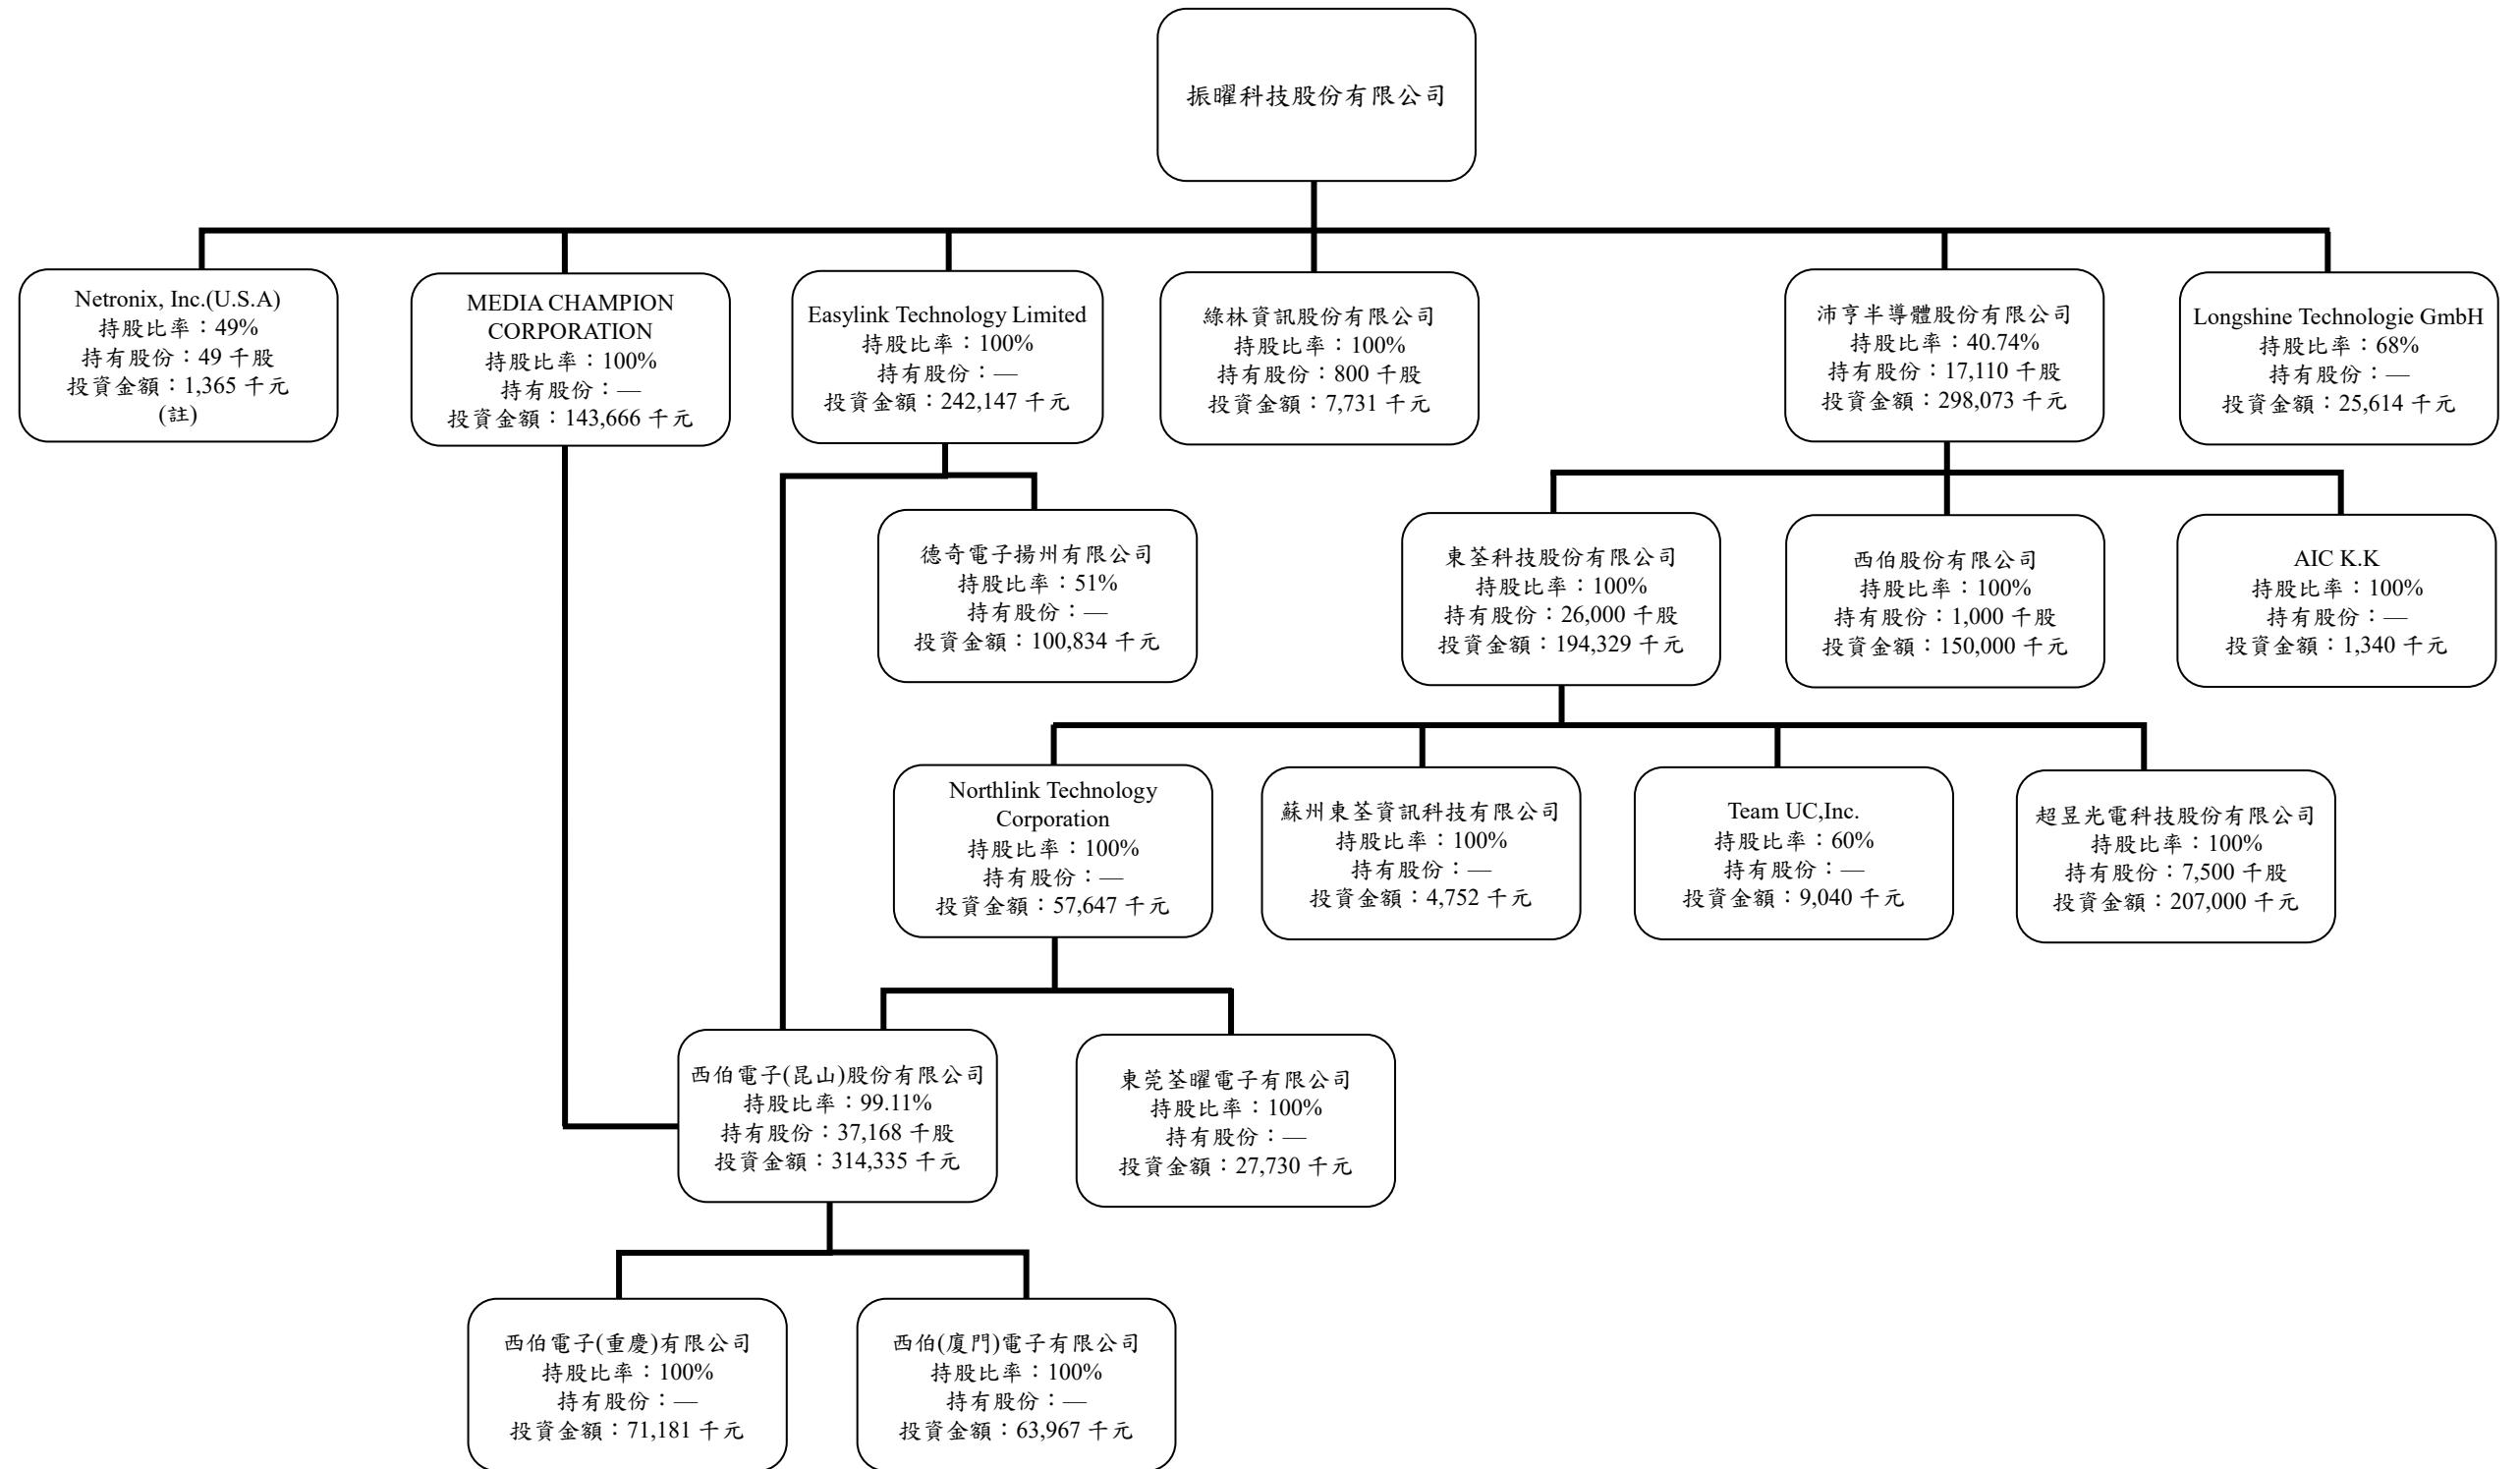 振曜科技股份有限公司
Netronix, Inc.(U.S.A)
持股比率：49%
持有股份：49 千股
投資金額：1,365 千元
(註)
MEDIA CHAMPION
CORPORATION
持股比率：100%
持有股份：—
投資金額：143,666 千元
Easylink Technology Limited
持股比率：100%
持有股份：—
投資金額：242,147 千元
綠林資訊股份有限公司
持股比率：100%
持有股份：800 千股
投資金額：7,731 千元
沛亨半導體股份有限公司
持股比率：40.74%
持有股份：17,110 千股
投資金額：298,073 千元
Longshine Technologie GmbH
持股比率：68%
持有股份：—
投資金額：25,614 千元
德奇電子揚州有限公司
持股比率：51%
持有股份：—
投資金額：100,834 千元
東荃科技股份有限公司
持股比率：100%
持有股份：26,000 千股
投資金額：194,329 千元
西伯股份有限公司
持股比率：100%
持有股份：1,000 千股
投資金額：150,000 千元
AIC K.K
持股比率：100%
持有股份：—
投資金額：1,340 千元
Northlink Technology
Corporation
持股比率：100%
持有股份：—
投資金額：57,647 千元
蘇州東荃資訊科技有限公司
持股比率：100%
持有股份：—
投資金額：4,752 千元
Team UC,Inc.
持股比率：60%
持有股份：—
投資金額：9,040 千元
超昱光電科技股份有限公司
持股比率：100%
持有股份：7,500 千股
投資金額：207,000 千元
西伯電子(昆山)股份有限公司
持股比率：99.11%
持有股份：37,168 千股
投資金額：314,335 千元
東莞荃曜電子有限公司
持股比率：100%
持有股份：—
投資金額：27,730 千元
西伯電子(重慶)有限公司
持股比率：100%
持有股份：—
投資金額：71,181 千元
西伯(廈門)電子有限公司
持股比率：100%
持有股份：—
投資金額：63,967 千元